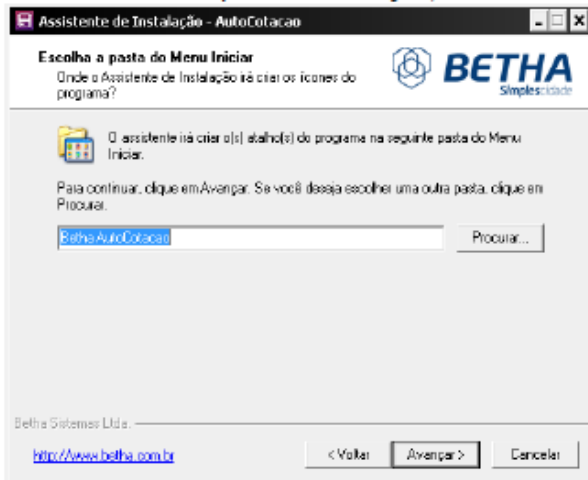 Assistente de Instalação - AutoCotacao
Escolha a pasta do Menu Iniciar
Onde o Assistente de Instalação irá criar os ícones do
programa?
BETHA
Simplescidade
O assistente irá criar o(s) atalho(s) do programa na seguinte pasta do Menu
Iniciar.
Para continuar, clique em Avançar. Se você deseja escolher uma outra pasta, clique em
Procurar.
Betha AutoCotacao
Procurar...
Betha Sistemas Ltda.
http://www.betha.com.br
< Voltar
Avançar >
Cancelar